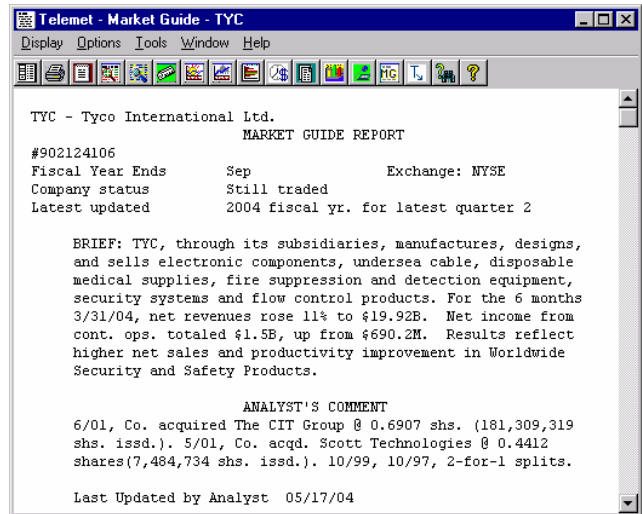 Telemet - Market Guide - TYC
Display Options Tools Window Help
MG
TYC - Tyco International Ltd.
MARKET GUIDE REPORT
#902124106
Fiscal Year Ends Sep Exchange: NYSE
Company status Still traded
Latest updated 2004 fiscal yr. for latest quarter 2
BRIEF: TYC, through its subsidiaries, manufactures, designs,
and sells electronic components, undersea cable, disposable
medical supplies, fire suppression and detection equipment,
security systems and flow control products. For the 6 months
3/31/04, net revenues rose 11% to $19.92B. Net income from
cont. ops. totaled $1.5B, up from $690.2M. Results reflect
higher net sales and productivity improvement in Worldwide
Security and Safety Products.
ANALYST'S COMMENT
6/01, Co. acquired The CIT Group @ 0.6907 shs. (181,309,319
shs. issd.). 5/01, Co. acqd. Scott Technologies @ 0.4412
shares(7,484,734 shs. issd.). 10/99, 10/97, 2-for-1 splits.
Last Updated by Analyst 05/17/04